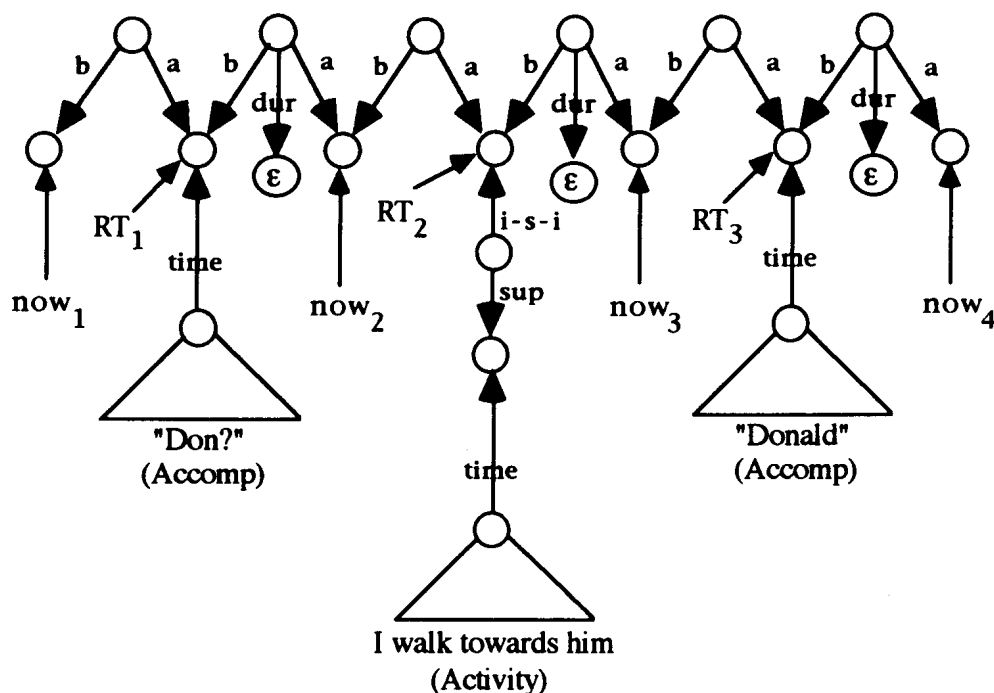 b a b a b a b a b a b a
dur dur dur
ε ε ε
RT1 RT2 RT3
i-s-i
time time
now1 now2 sup now3 now4
"Don?" "Donald"
(Accomp) (Accomp)
time
I walk towards him
(Activity)